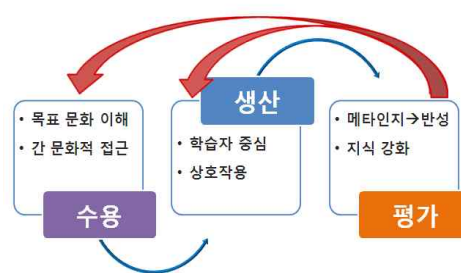 • 목표 문화 이해
• 간 문화적 접근
수용
생산
• 학습자 중심
• 상호작용
• 메타인지→반성
• 지식 강화
평가